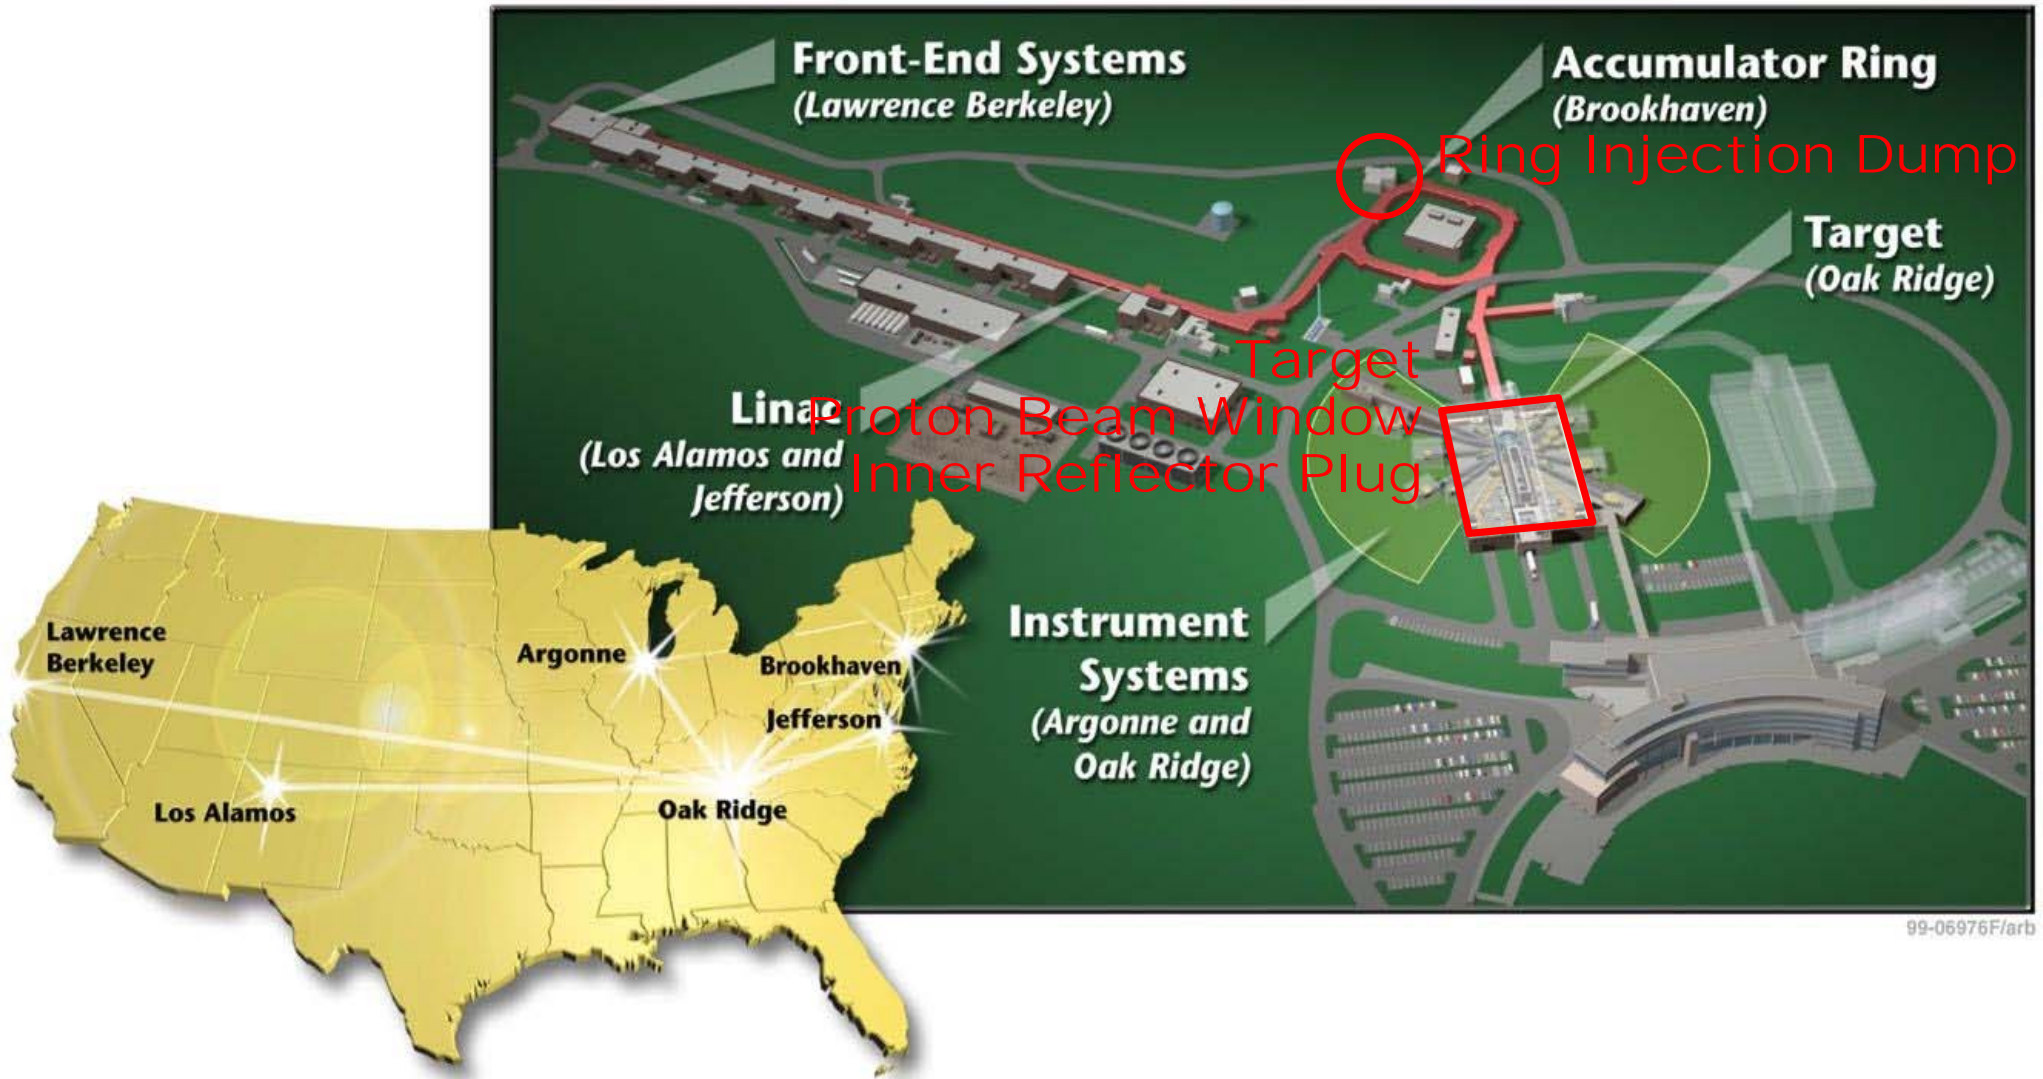 Front-End Systems
(Lawrence Berkeley)
Accumulator Ring
(Brookhaven)
Ring Injection Dump
Target
(Oak Ridge)
Target
Proton Beam Window
Inner Reflector Plug
Linac
(Los Alamos and
Jefferson)
Instrument
Systems
(Argonne and
Oak Ridge)
Lawrence
Berkeley
Argonne
Brookhaven
Jefferson
Los Alamos
Oak Ridge
99-06976F/arb